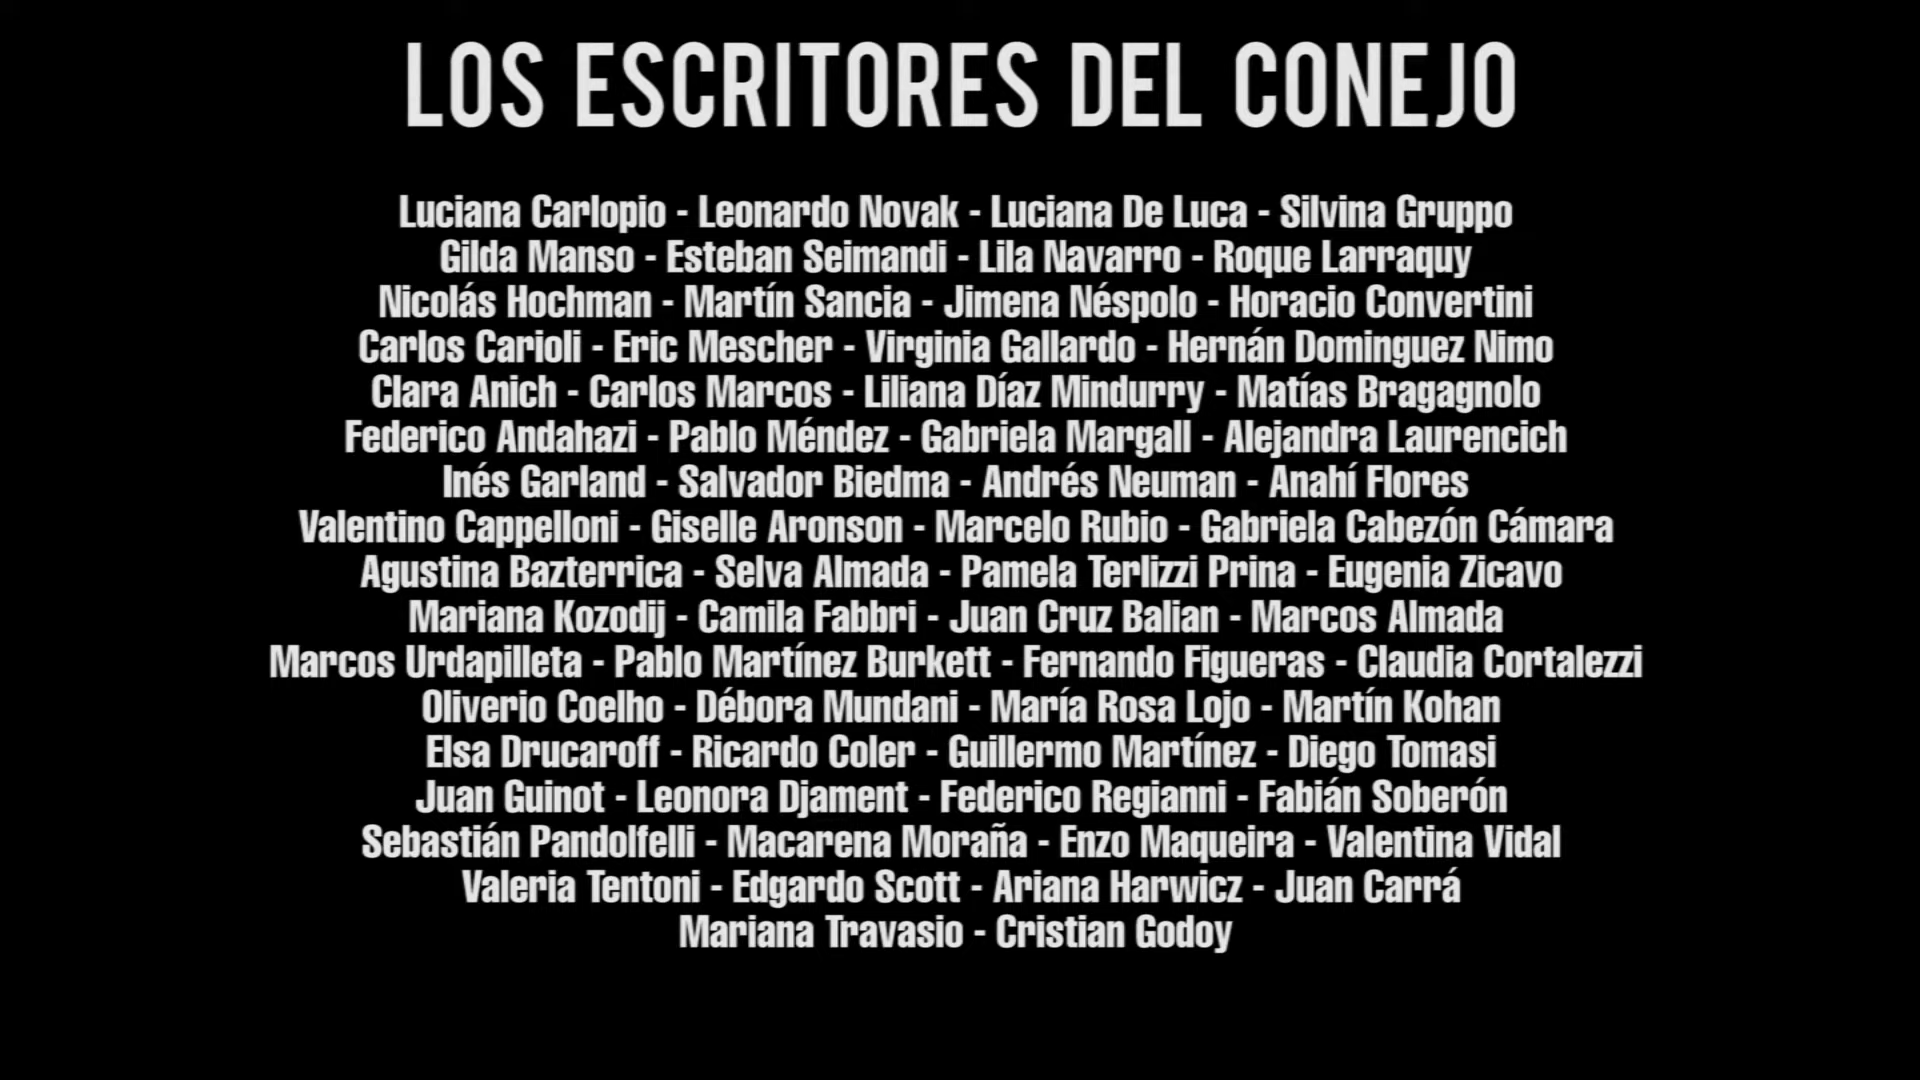 LOS ESCRITORES DEL CONEJO
Luciana Carlopio - Leonardo Novak - Luciana De Luca - Silvina Gruppo
Gilda Manso - Esteban Seimandi - Lila Navarro - Roque Larraquy
Nicolás Hochman - Martín Sancia - Jimena Néspolo - Horacio Convertini
Carlos Carioli - Eric Mescher - Virginia Gallardo - Hernán Dominguez Nimo
Clara Anich - Carlos Marcos - Liliana Díaz Mindurry - Matías Bragagnolo
Federico Andahazi - Pablo Méndez - Gabriela Margall - Alejandra Laurencich
Inés Garland - Salvador Biedma - Andrés Neuman - Anahí Flores
Valentino Cappelloni - Giselle Aronson - Marcelo Rubio - Gabriela Cabezón Cámara
Agustina Bazterrica - Selva Almada - Pamela Terlizzi Prina - Eugenia Zicavo
Mariana Kozodij - Camila Fabbri - Juan Cruz Balian - Marcos Almada
Marcos Urdapilleta - Pablo Martínez Burkett - Fernando Figueras - Claudia Cortalezzi
Oliverio Coelho - Débora Mundani - María Rosa Lojo - Martín Kohan
Elsa Drucaroff - Ricardo Coler - Guillermo Martínez - Diego Tomasi
Juan Guinot - Leonora Djament - Federico Regianni - Fabián Soberón
Sebastián Pandolfelli - Macarena Moraña - Enzo Maqueira - Valentina Vidal
Valeria Tentoni - Edgardo Scott - Ariana Harwicz - Juan Carrá
Mariana Travasio - Cristian Godoy